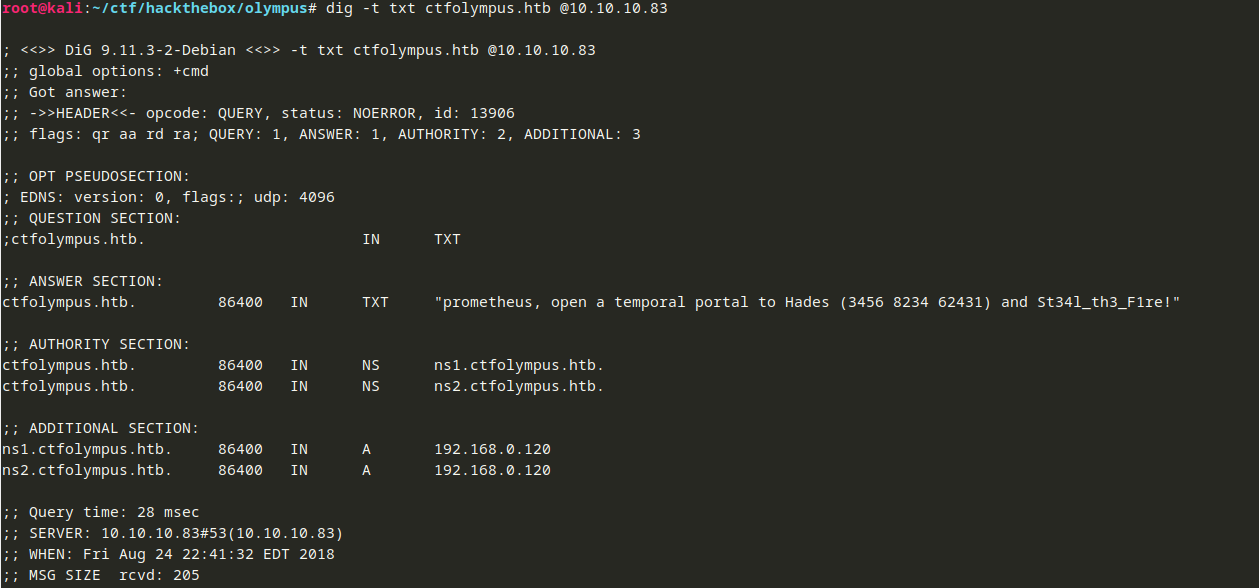 root@kali:~/ctf/hackthebox/olympus# dig -t txt ctfolympus.htb @10.10.10.83
; <<>> DiG 9.11.3-2-Debian <<>> -t txt ctfolympus.htb @10.10.10.83
;; global options: +cmd
;; Got answer:
;; ->>HEADER<<- opcode: QUERY, status: NOERROR, id: 13906
;; flags: qr aa rd ra; QUERY: 1, ANSWER: 1, AUTHORITY: 2, ADDITIONAL: 3
;; OPT PSEUDOSECTION:
; EDNS: version: 0, flags:; udp: 4096
;; QUESTION SECTION:
;ctfolympus.htb. IN TXT
;; ANSWER SECTION:
ctfolympus.htb. 86400 IN TXT "prometheus, open a temporal portal to Hades (3456 8234 62431) and St34l_th3_F1re!"
;; AUTHORITY SECTION:
ctfolympus.htb. 86400 IN NS ns1.ctfolympus.htb.
ctfolympus.htb. 86400 IN NS ns2.ctfolympus.htb.
;; ADDITIONAL SECTION:
ns1.ctfolympus.htb. 86400 IN A 192.168.0.120
ns2.ctfolympus.htb. 86400 IN A 192.168.0.120
;; Query time: 28 msec
;; SERVER: 10.10.10.83#53(10.10.10.83)
;; WHEN: Fri Aug 24 22:41:32 EDT 2018
;; MSG SIZE rcvd: 205